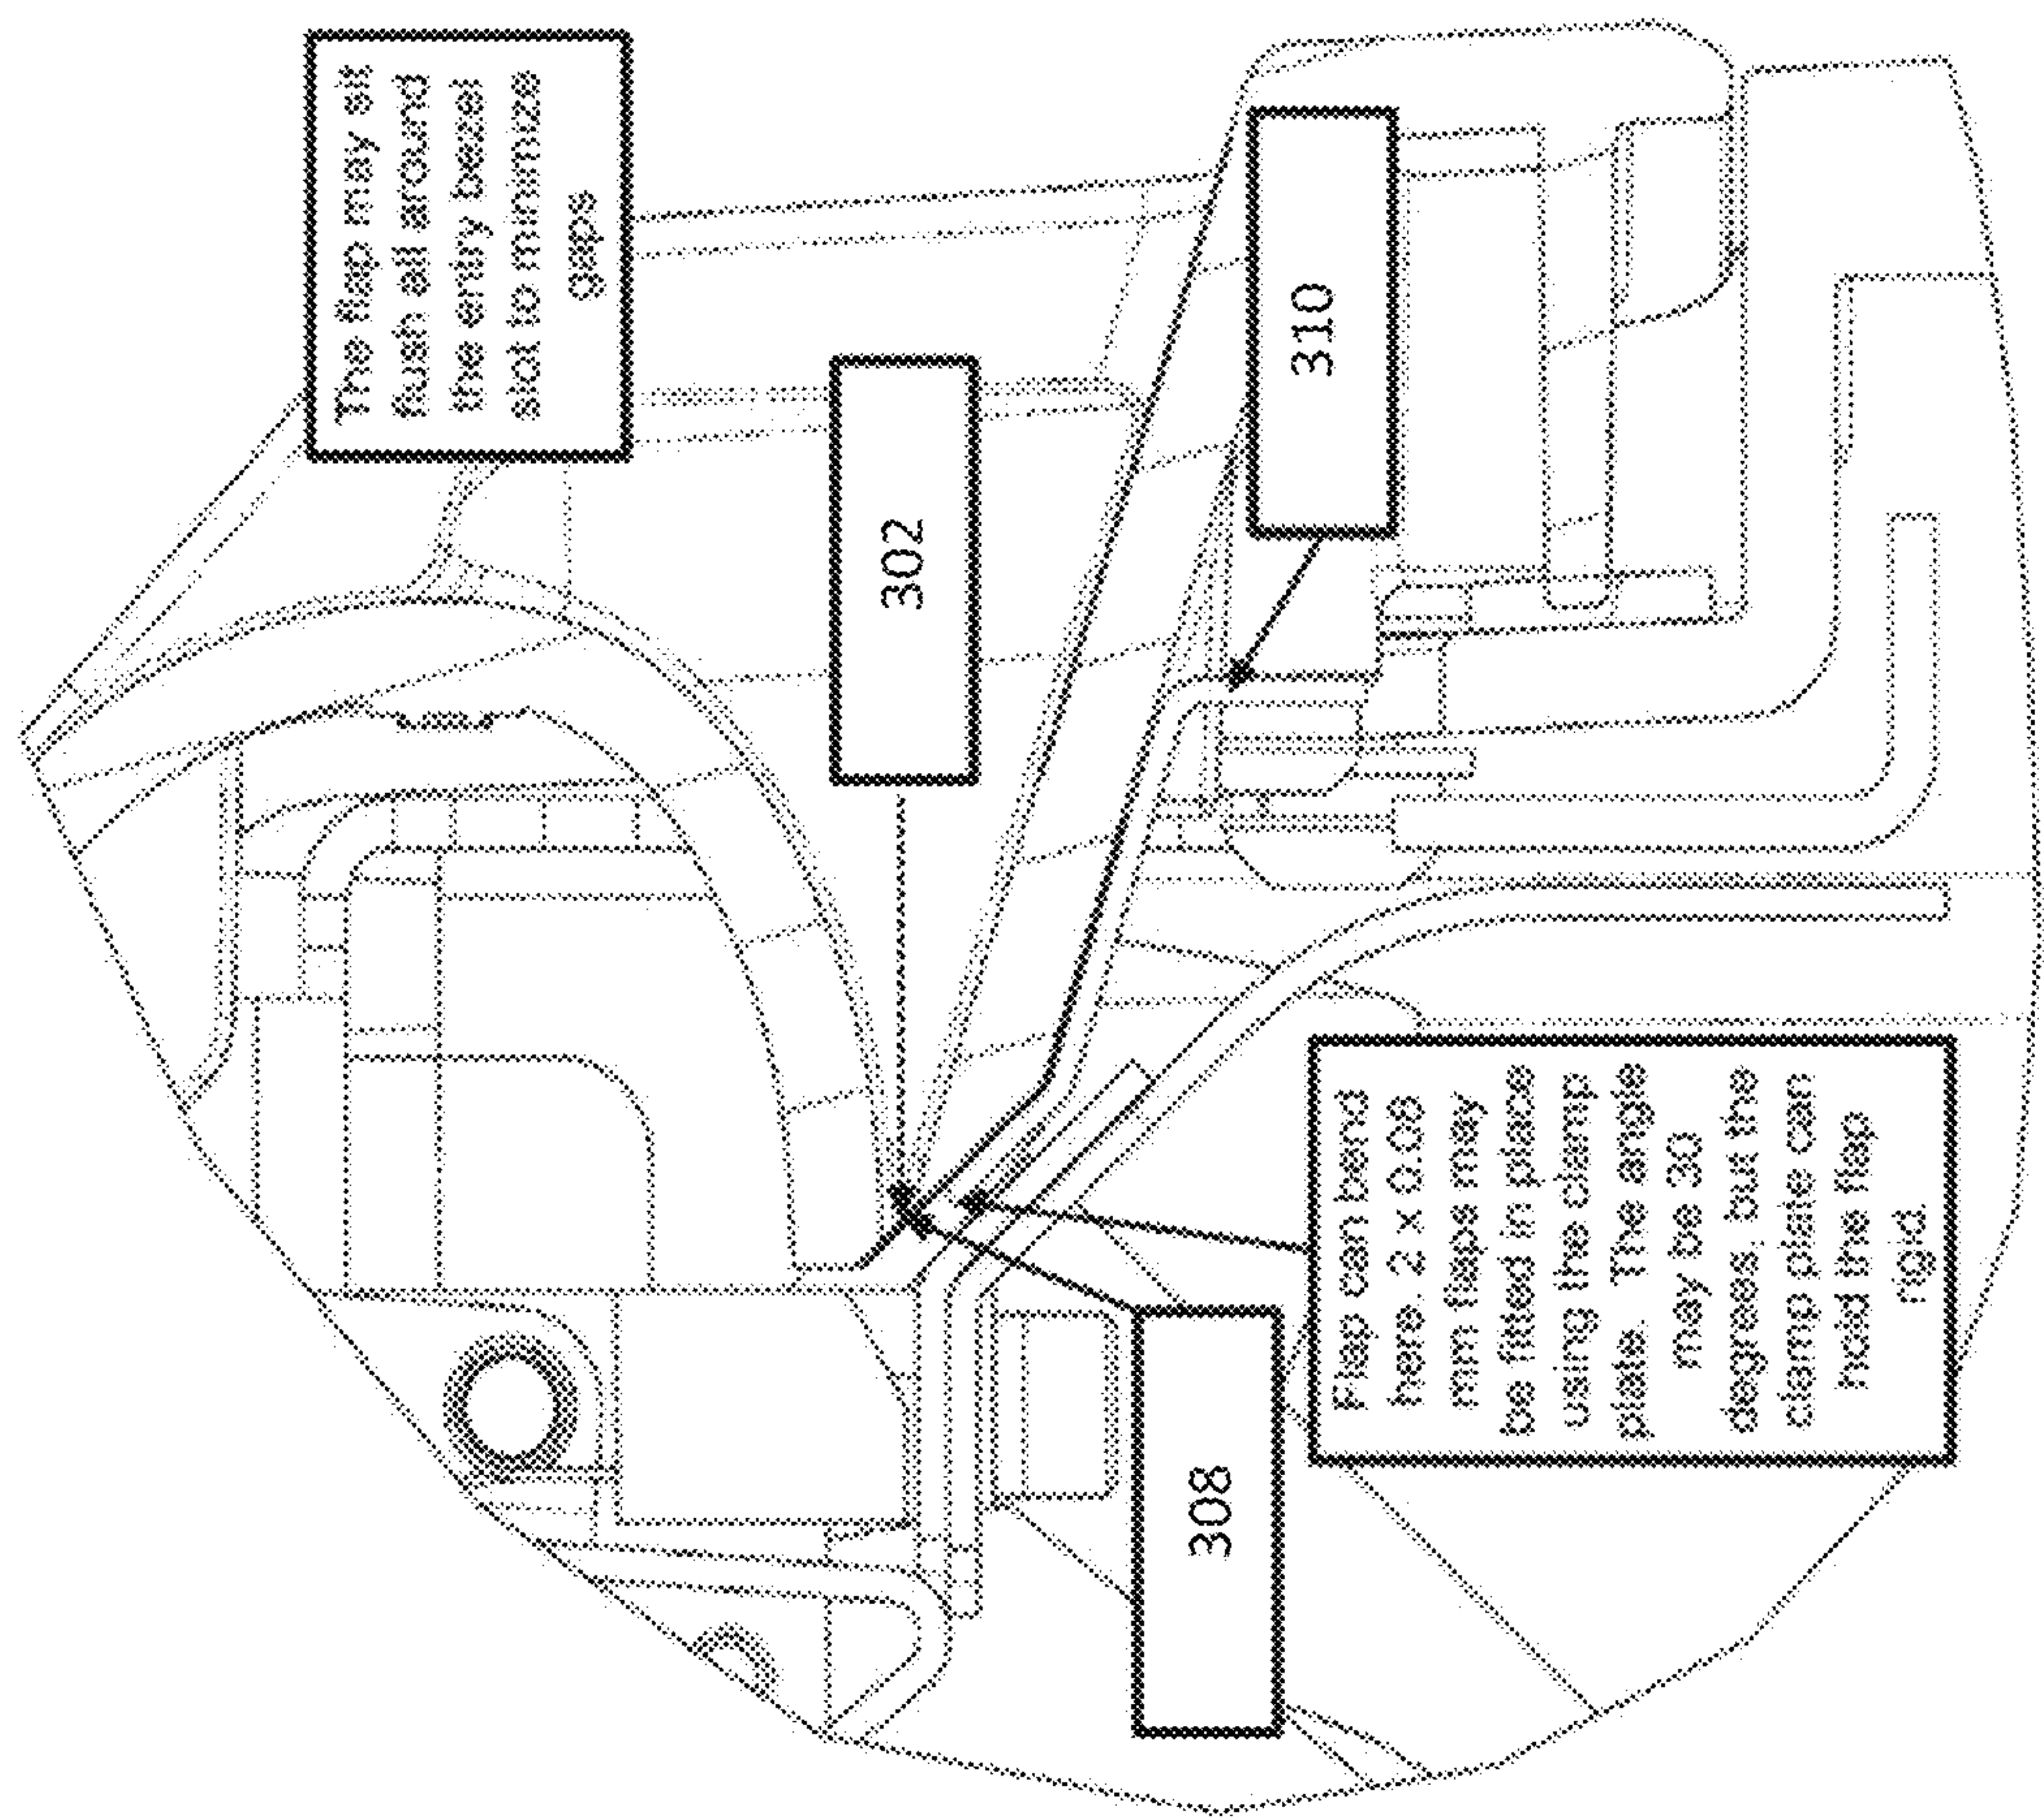 The flap may sit
flush all around
the entry bezel
slot to minimize
gaps
302
310
308
Flap can bend
here. 2 x 0.08
mm flaps may
be fitted in place
using the clamp
plate. The angle
may be 30
degrees, but the
clamp plate can
hold the flap
rigid.